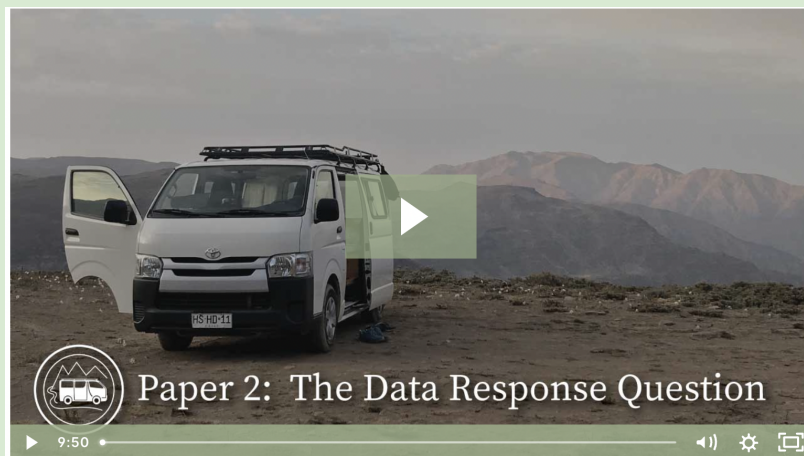 HS HD·11
Paper 2: The Data Response Question
9:50